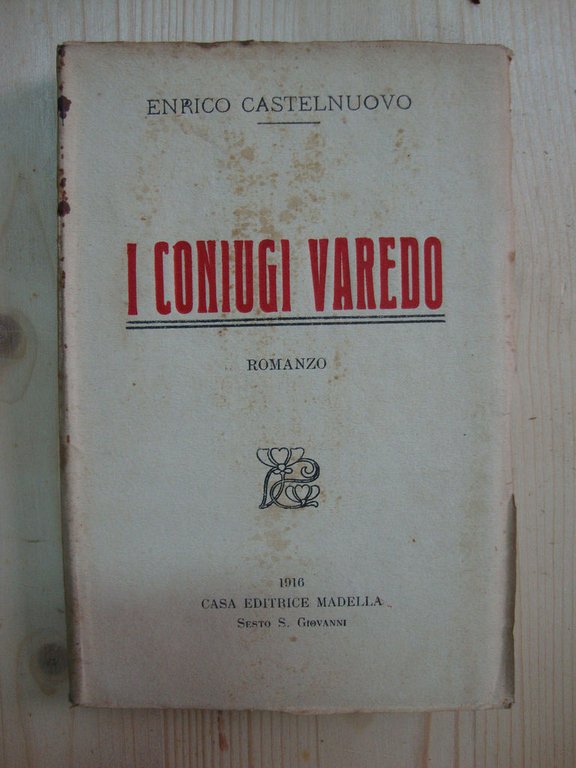 ENRICO CASTELNUOVO
I CONIUGI VAREDO
ROMANZO
1916
CASA EDITRICE MADELLA
SESTO S. GIOVANNI